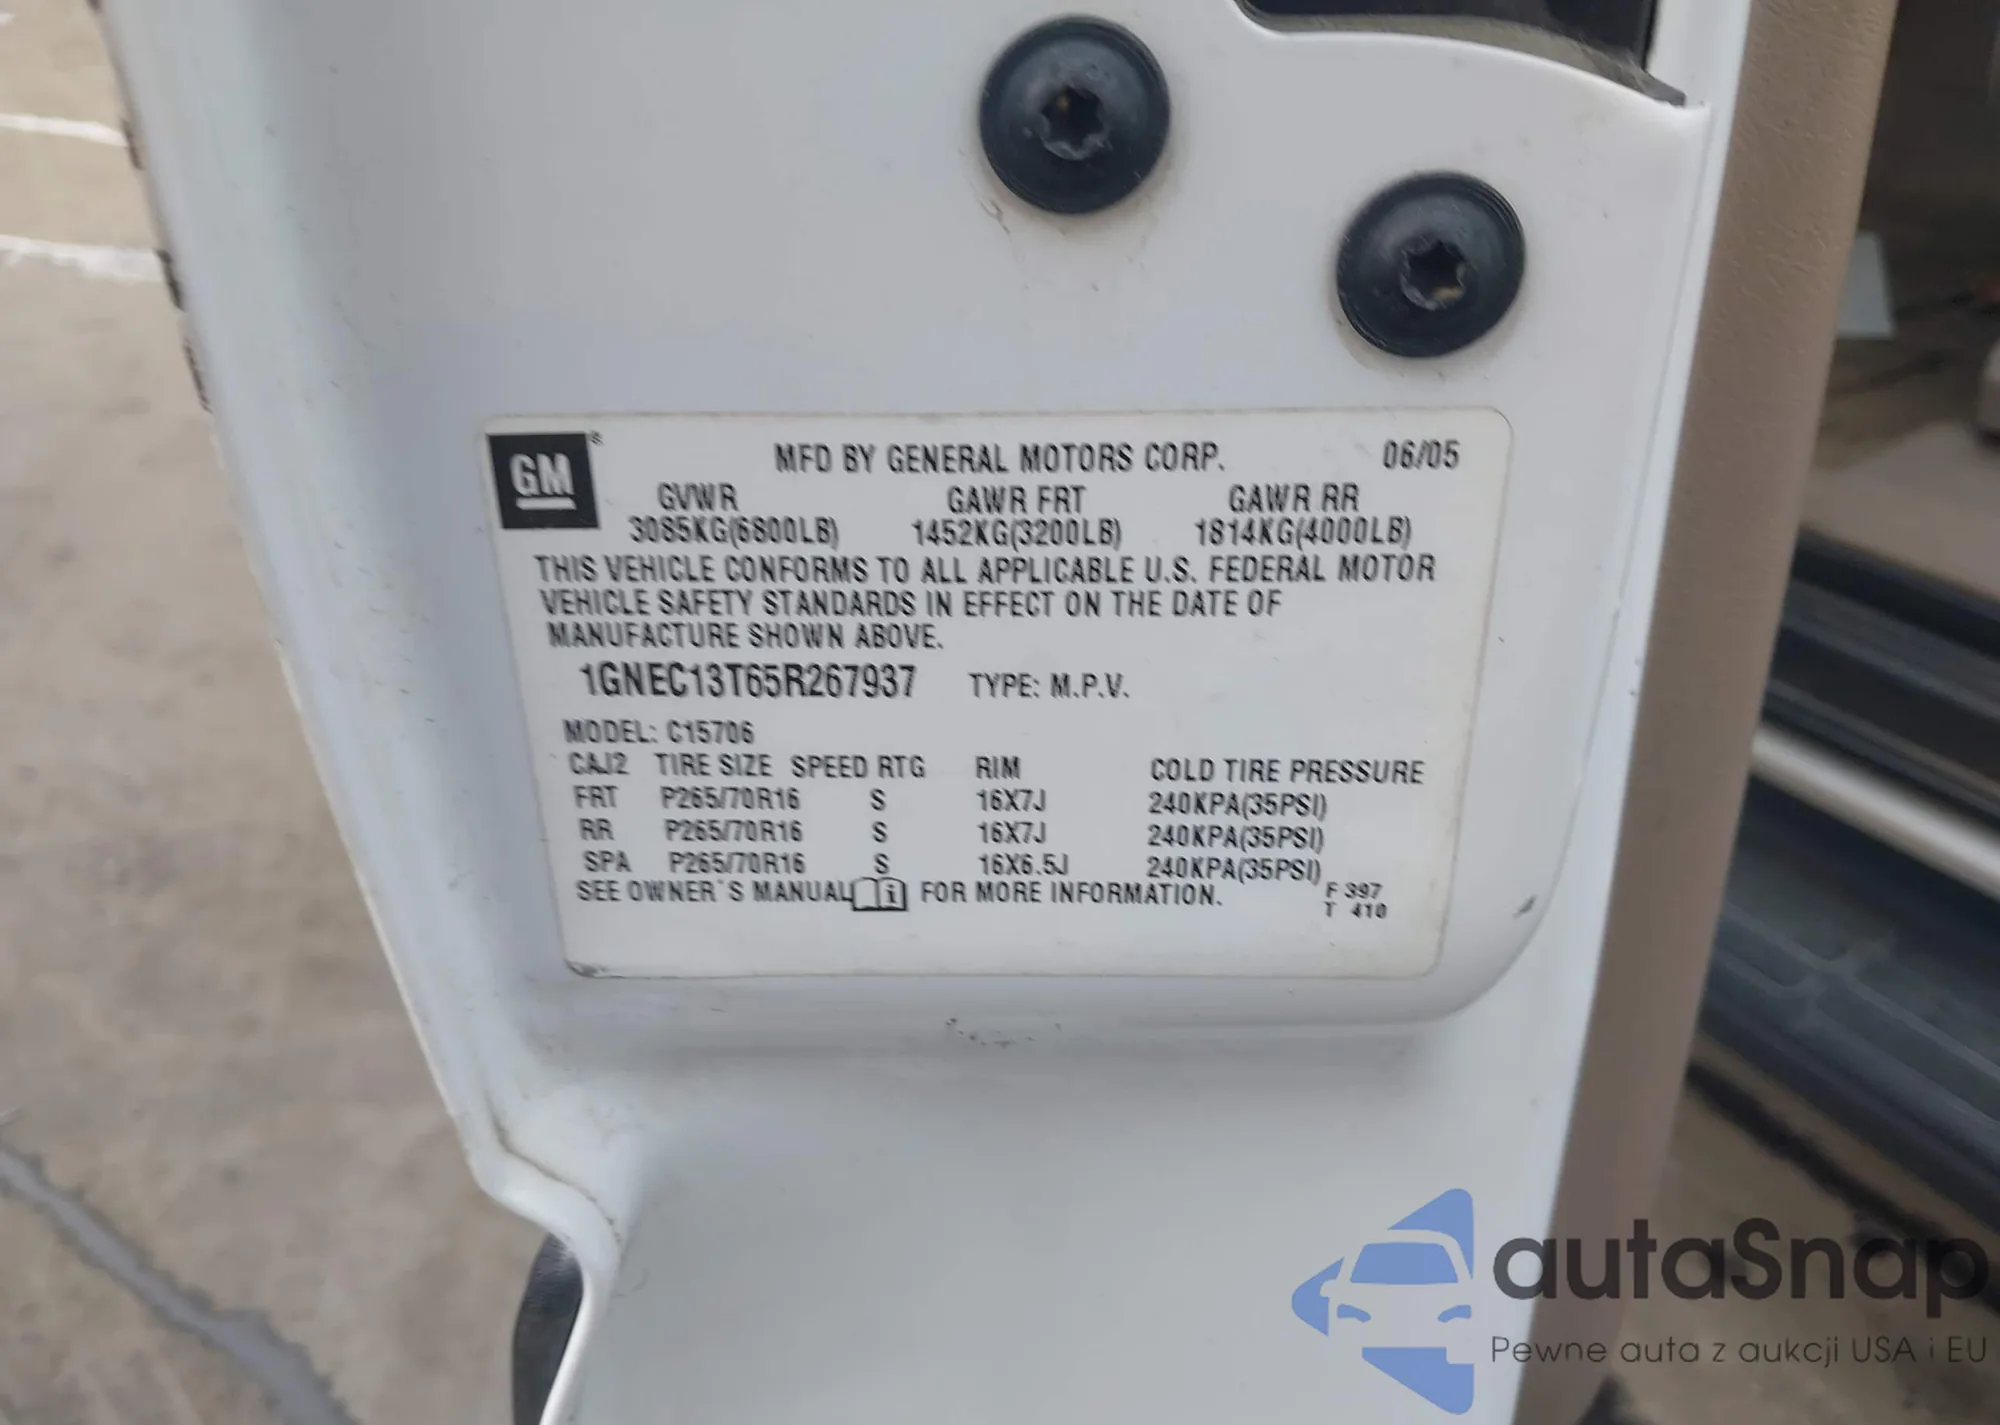 GM®
MFD BY GENERAL MOTORS CORP. 06/05
GVWR GAWR FRT GAWR RR
3085KG(6800LB) 1452KG(3200LB) 1814KG(4000LB)
THIS VEHICLE CONFORMS TO ALL APPLICABLE U.S. FEDERAL MOTOR
VEHICLE SAFETY STANDARDS IN EFFECT ON THE DATE OF
MANUFACTURE SHOWN ABOVE.
1GNEC13T65R267937 TYPE: M.P.V.
MODEL: C15706
CAJ2 TIRE SIZE SPEED RTG RIM COLD TIRE PRESSURE
FRT P265/70R16 S 16X7J 240KPA(35PSI)
RR P265/70R16 S 16X7J 240KPA(35PSI)
SPA P265/70R16 S 16X6.5J 240KPA(35PSI)
SEE OWNER'S MANUAL i FOR MORE INFORMATION.
F 397
T 410
autaSnap
Pewne auta z aukcji USA i EU